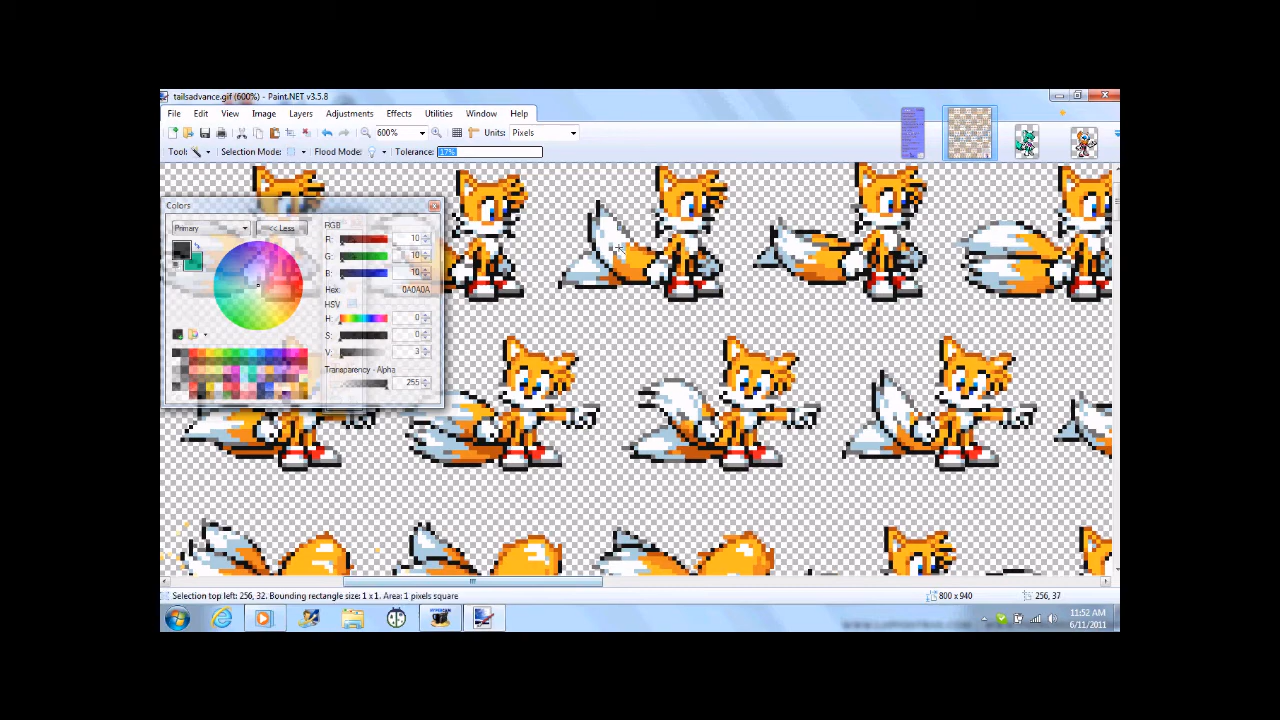 tailsadvance.gif (600%) - Paint.NET v3.5.8
File Edit View Image Layers Adjustments Effects Utilities Window Help
600% Units: Pixels
Tool: Selection Mode: Flood Mode: Tolerance: 17%
Colors
Primary << Less RGB
R: 10
G: 10
B: 10
Hex: 0A0A0A
HSV
H: 0
S: 0
V: 3
Transparency - Alpha
255
Selection top left: 256, 32. Bounding rectangle size: 1 x 1. Area: 1 pixels square 800 x 940 256, 37
11:52 AM
6/11/2011